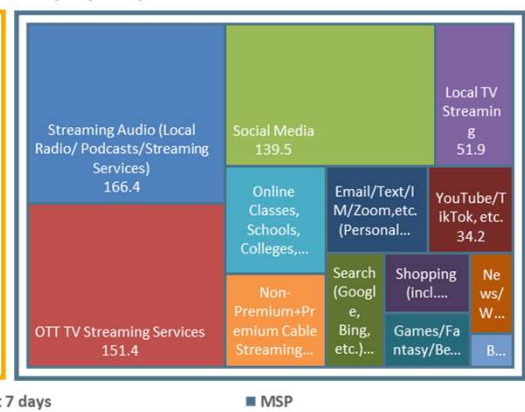 Streaming Audio (Local
Radio/ Podcasts/Streaming
Services)
166.4
OTT TV Streaming Services
151.4
Social Media
139.5
Local TV
Streamin
g
51.9
Online
Classes,
Schools,
Colleges,...
Non-
Premium+Pr
emium Cable
Streaming...
Email/Text/I
M/Zoom,etc.
(Personal...
YouTube/T
ikTok, etc.
34.2
Search
(Googl
e,
Bing,
etc.)...
Shopping
(incl....
Games/Fa
ntasy/Be...
Ne
ws/
W...
B...
7 days
MSP